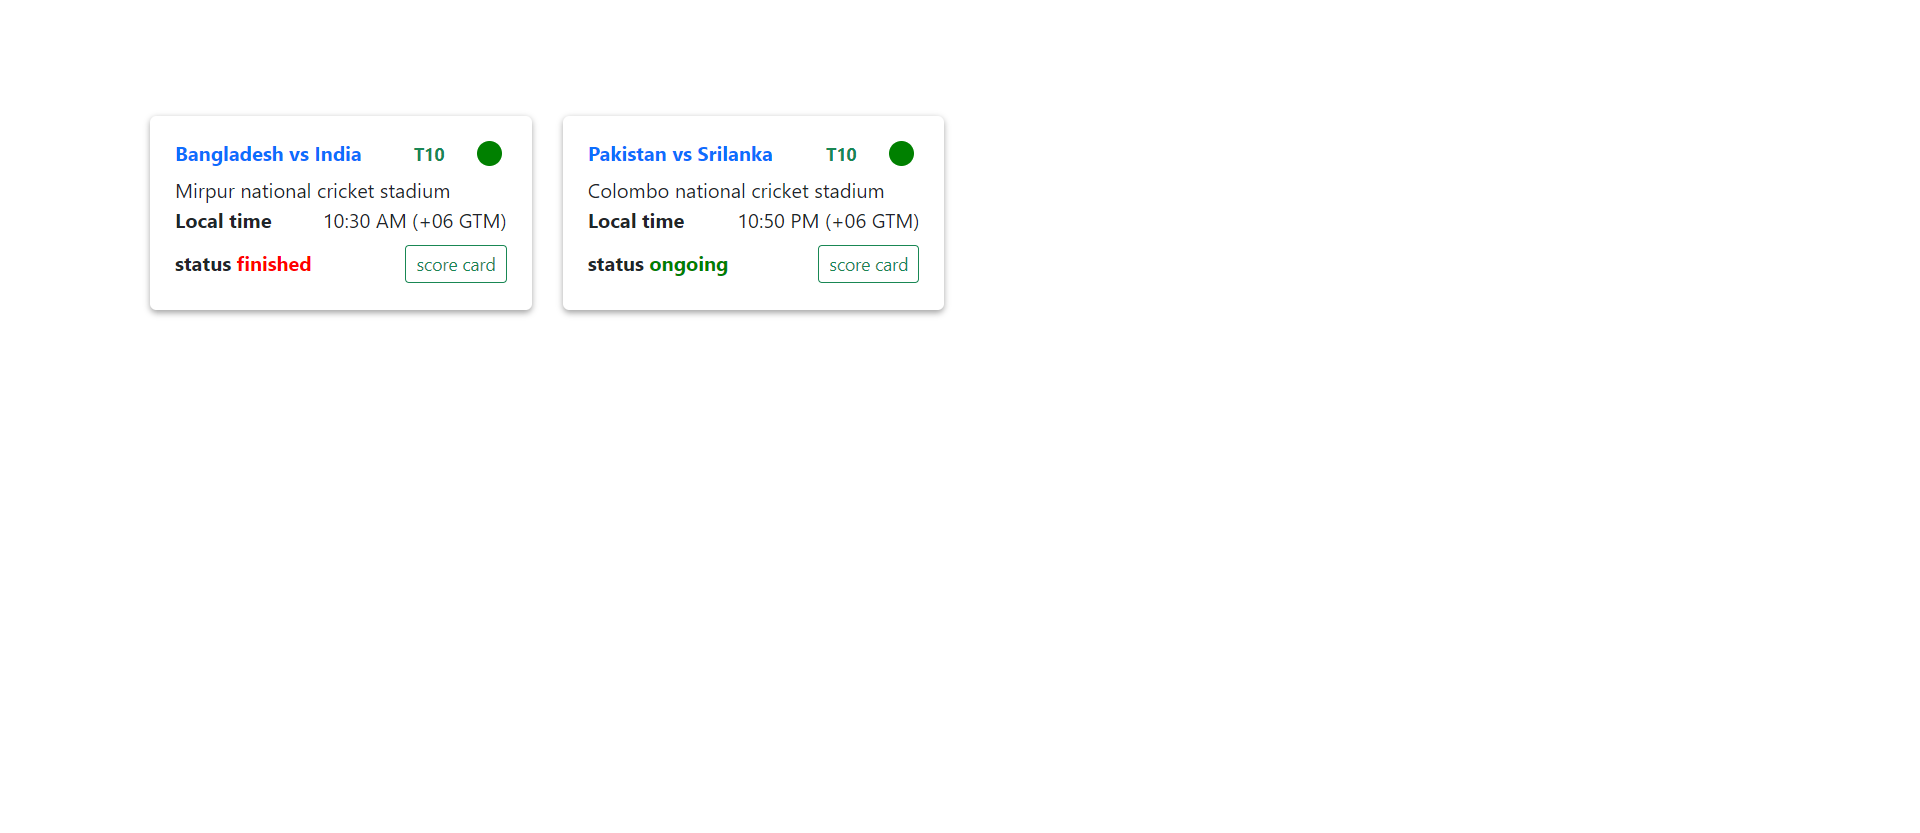 Bangladesh vs India T10
Mirpur national cricket stadium
Local time 10:30 AM (+06 GTM)
status finished score card
Pakistan vs Srilanka T10
Colombo national cricket stadium
Local time 10:50 PM (+06 GTM)
status ongoing score card